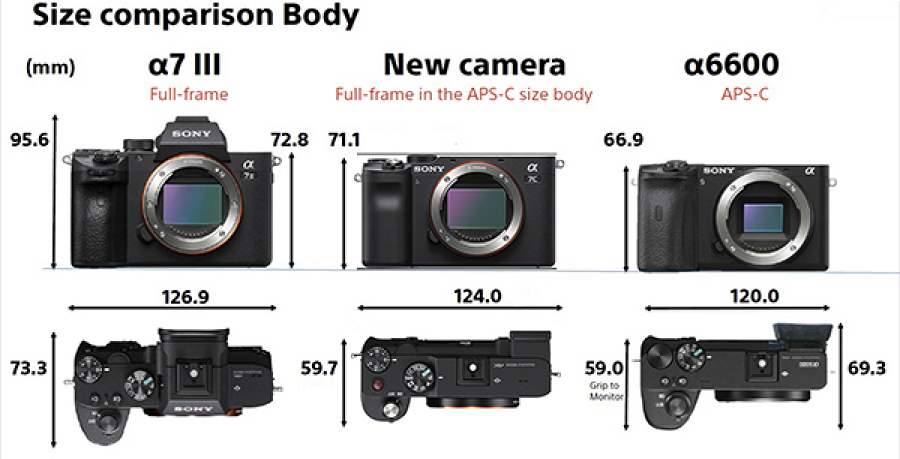 Size comparison Body
(mm)
α7 III
New camera
α6600
Full-frame
Full-frame in the APS-C size body
APS-C
95.6
72.8
71.1
66.9
SONY
α
7 III
SONY
α
7C
SONY
α
126.9
124.0
120.0
73.3
59.7
59.0
Grip to
Monitor
69.3
SONY